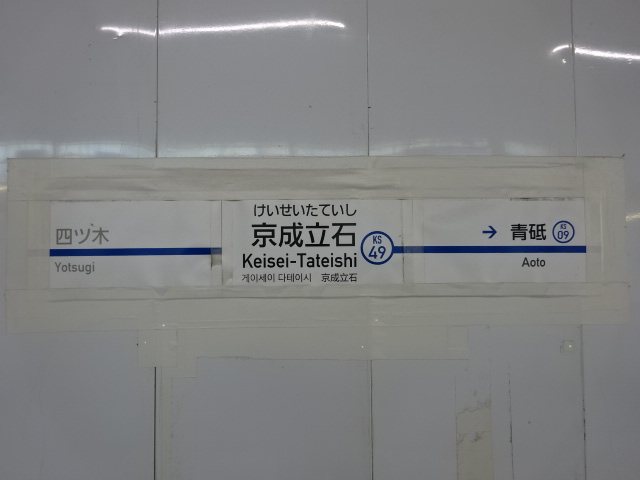 四ツ木
Yotsugi
けいせいたていし
京成立石
Keisei-Tateishi
게이세이 다테이시 京成立石
KS
49
→ 青砥
KS
09
Aoto